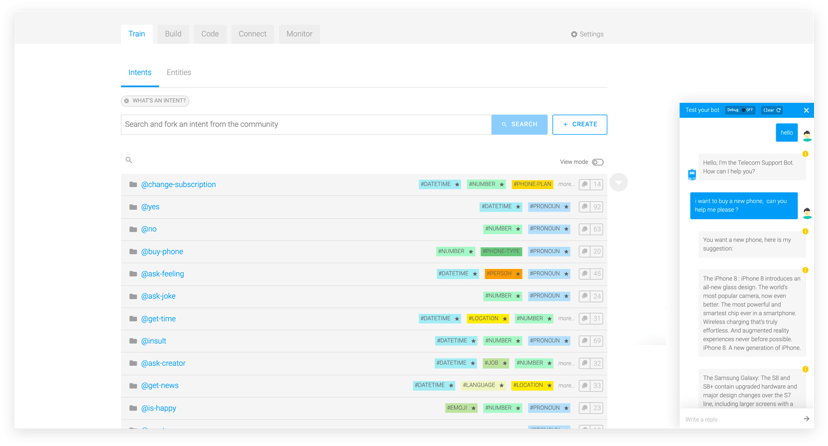 Train Build Code Connect Monitor Settings
Intents Entities
WHAT'S AN INTENT?
Search and fork an intent from the community SEARCH + CREATE
View mode
@change-subscription #DATETIME ★ #NUMBER ★ #PHONE-PLAN more... 14
@yes #DATETIME ★ #PRONOUN ★ 92
@no #NUMBER ★ #PRONOUN ★ 53
@buy-phone #NUMBER ★ #PHONE-TYPE #PRONOUN ★ 20
@ask-feeling #DATETIME ★ #PERSON ★ #PRONOUN ★ 45
@ask-joke #NUMBER ★ #PRONOUN ★ 24
@get-time #DATETIME ★ #LOCATION ★ #NUMBER ★ more... 31
@insult #DATETIME ★ #NUMBER ★ #PRONOUN ★ 69
@ask-creator #DATETIME ★ #JOB ★ #NUMBER ★ more... 32
@get-news #DATETIME ★ #LANGUAGE ★ #LOCATION ★ more... 33
@is-happy #EMOJI ★ #NUMBER ★ #PRONOUN ★ 23
Test your bot Debug OFF Clear
hello
Hello, I'm the Telecom Support Bot.
How can I help you?
i want to buy a new phone, can you
help me please ?
You want a new phone, here is my
suggestion:
The iPhone 8 : iPhone 8 introduces an
all-new glass design. The world's
most popular camera, now even
better. The most powerful and
smartest chip ever in a smartphone.
Wireless charging that's truly
effortless. And augmented reality
experiences never before possible.
iPhone 8. A new generation of iPhone.
The Samsung Galaxy: The S8 and
S8+ contain upgraded hardware and
major design changes over the S7
line, including larger screens with a
Write a reply